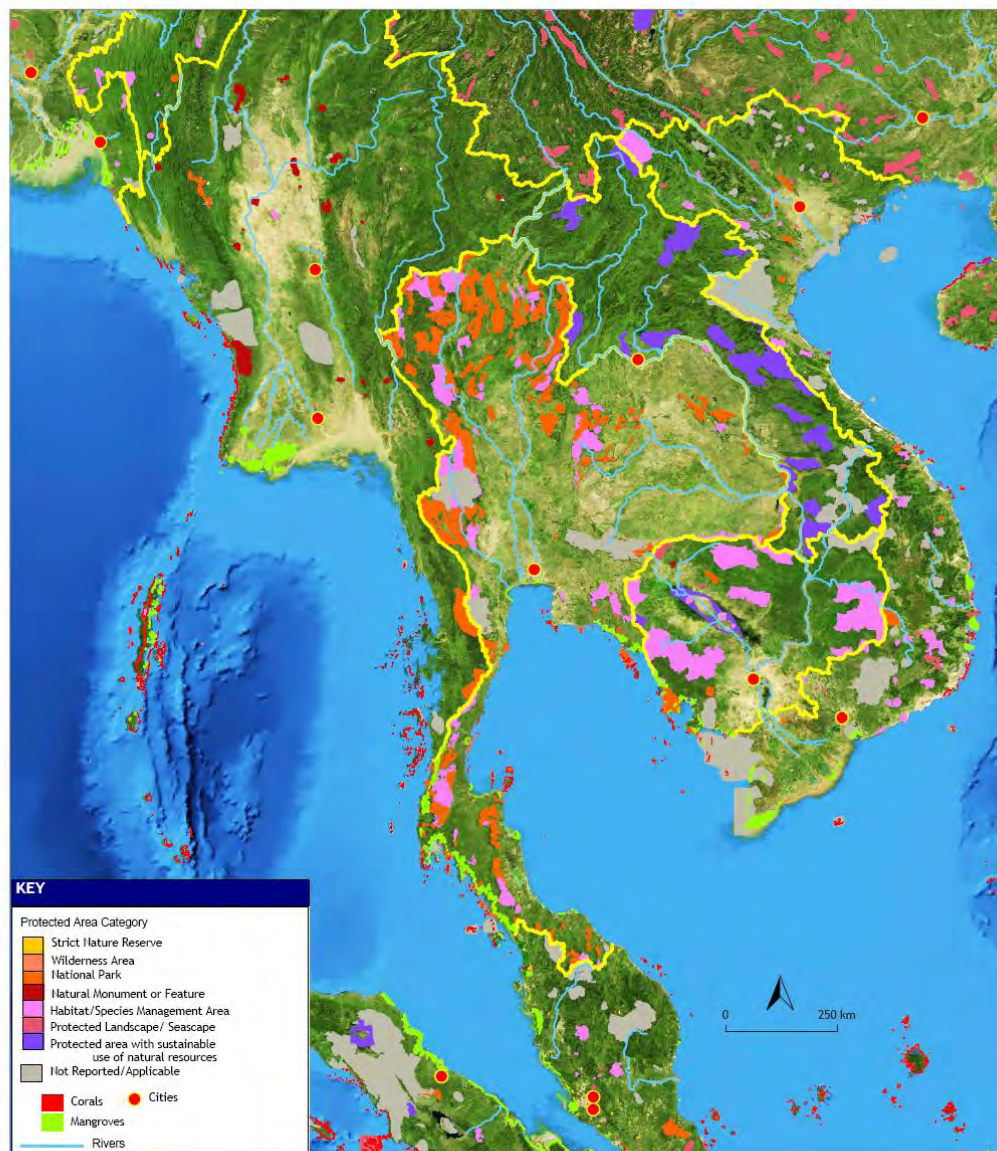 KEY
Protected Area Category
Strict Nature Reserve
Wilderness Area
National Park
Natural Monument or Feature
Habitat/Species Management Area
Protected Landscape/ Seascape
Protected area with sustainable
use of natural resources
Not Reported/Applicable
Corals
Cities
Mangroves
Rivers
0
250 km